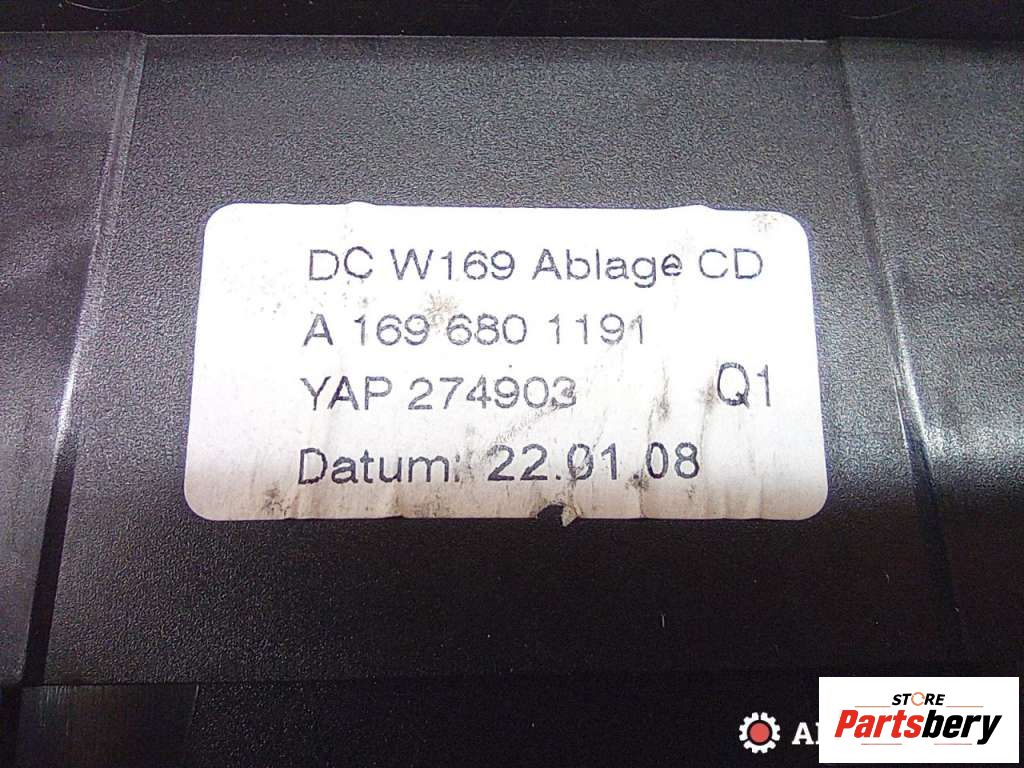 DC W169 Ablage CD
A 169 680 1191
YAP 274903 Q1
Datum: 22.01.08
STORE
Partsbery